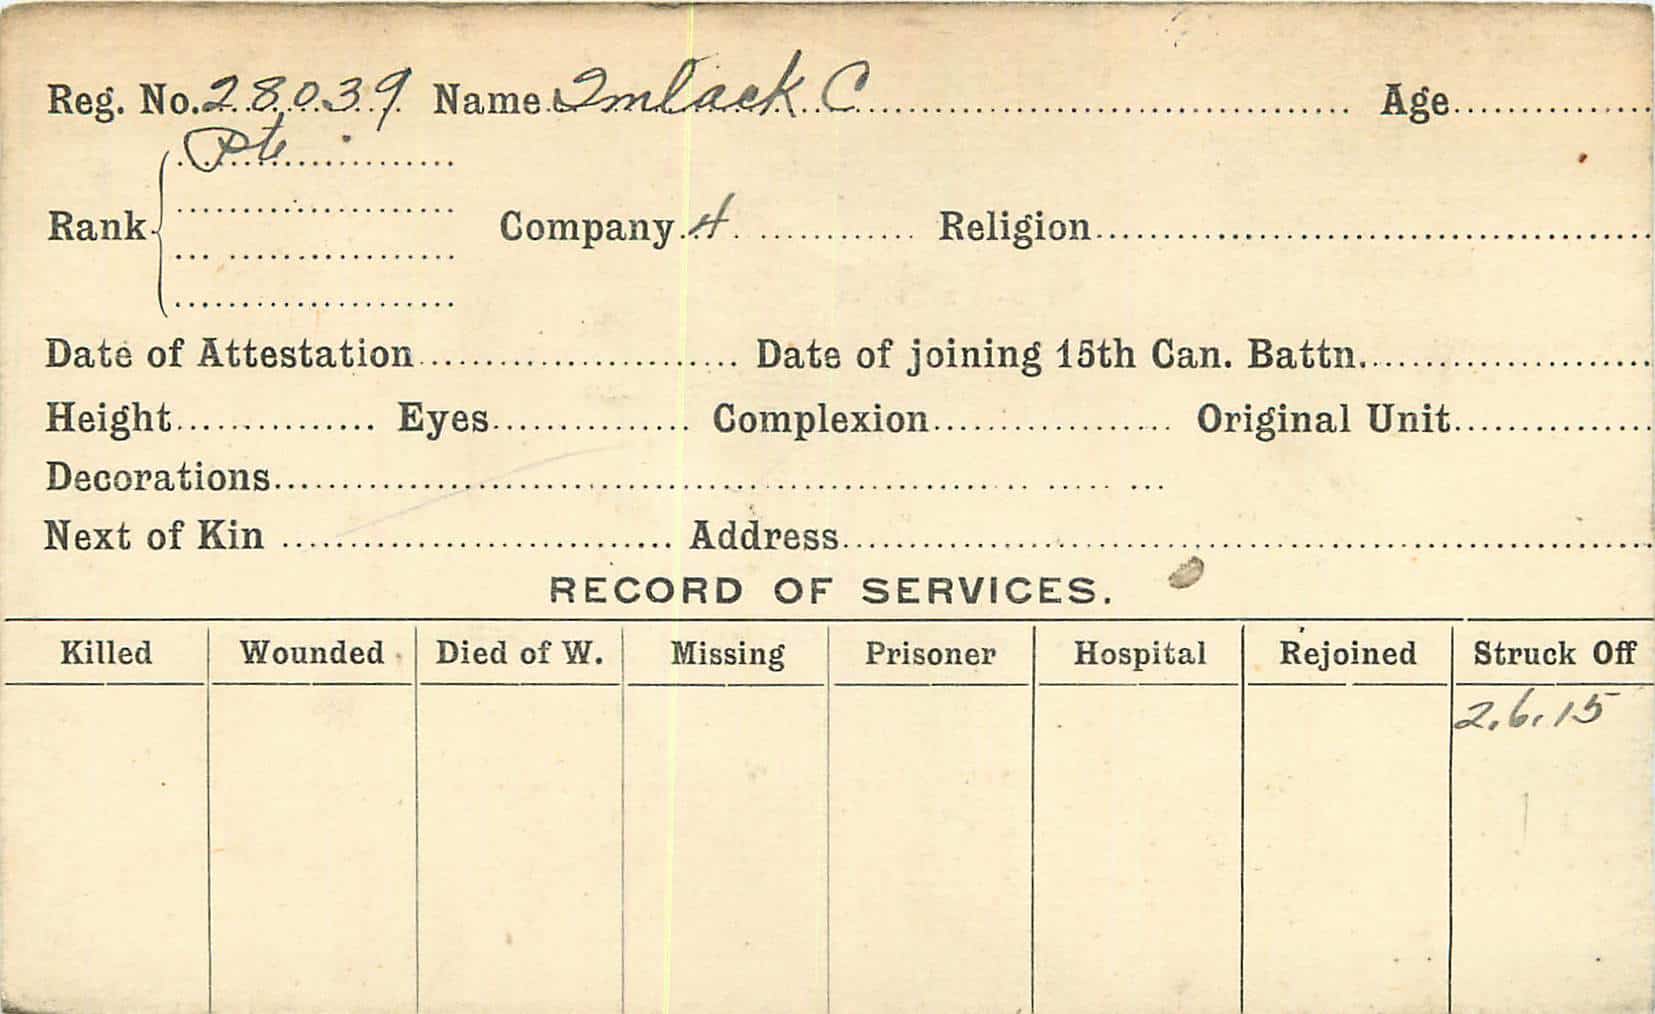 Reg. No. 28039 Name Imlack C Age
Pte
Rank Company 4 Religion
Date of Attestation Date of joining 15th Can. Battn.
Height Eyes Complexion Original Unit
Decorations
Next of Kin Address
RECORD OF SERVICES.
Killed Wounded Died of W. Missing Prisoner Hospital Rejoined Struck Off
2.6.15